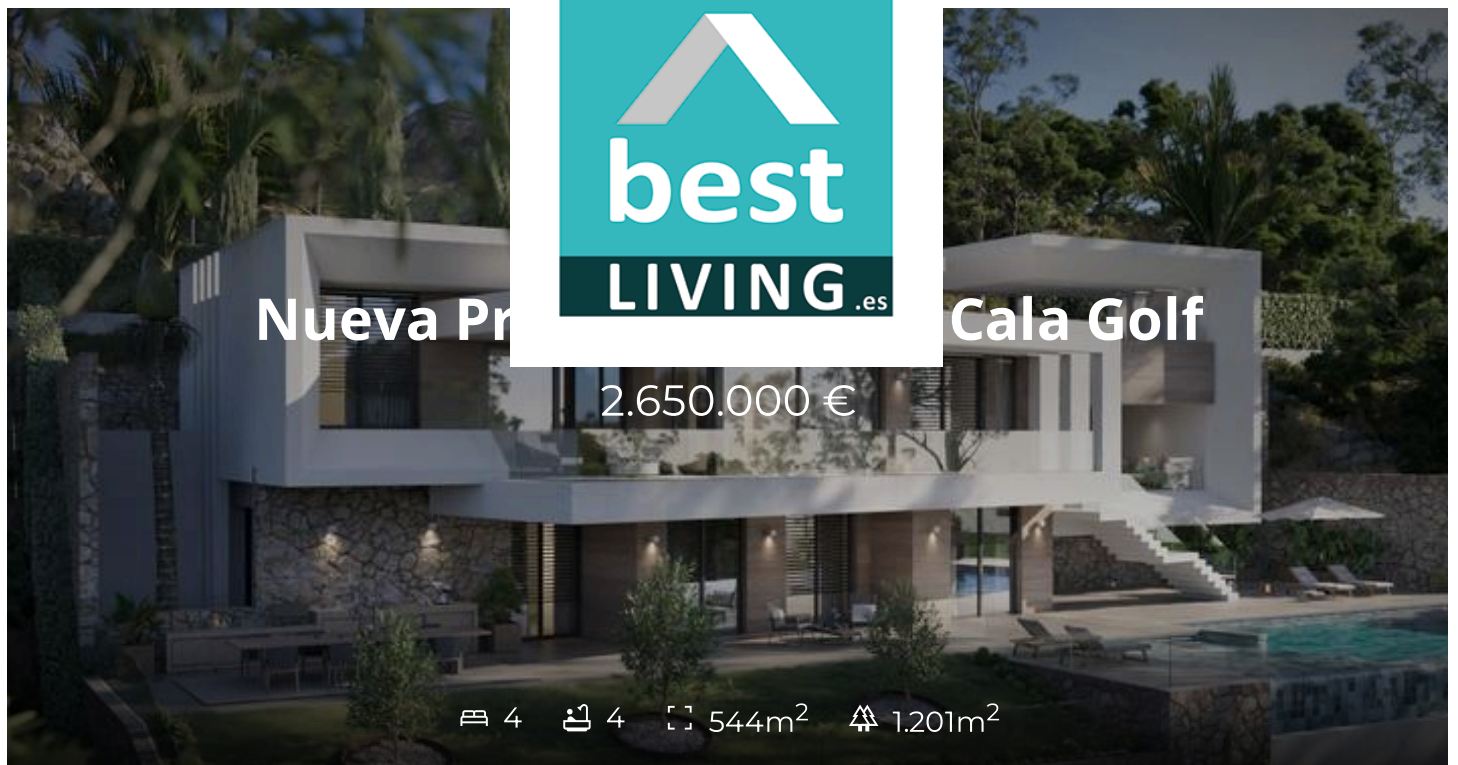 best
LIVING.es
Nueva Pr Cala Golf
2.650.000 €
4 4 544m² 1.201m²